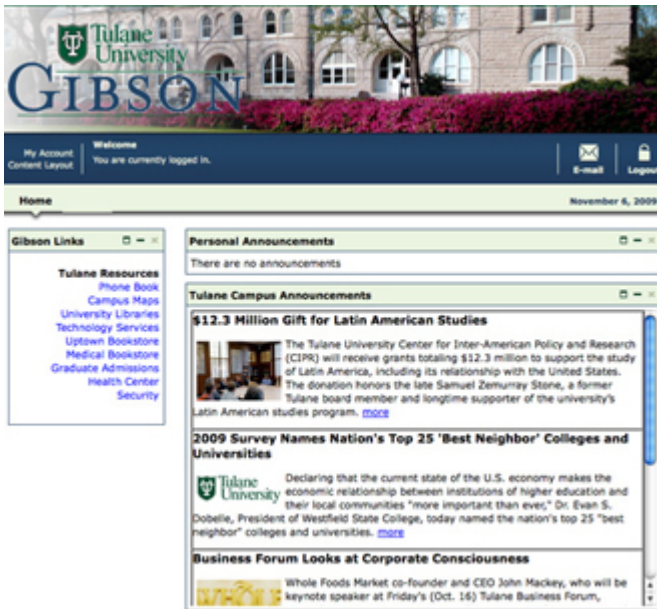 Tulane
University
GIBSON
My Account
Content Layout
Welcome
You are currently logged in.
E-mail
Logout
Home
November 6, 2009
Gibson Links
Tulane Resources
Phone Book
Campus Maps
University Libraries
Technology Services
Uptown Bookstore
Medical Bookstore
Graduate Admissions
Health Center
Security
Personal Announcements
There are no announcements
Tulane Campus Announcements
$12.3 Million Gift for Latin American Studies
The Tulane University Center for Inter-American Policy and Research
(CIPR) will receive grants totaling $12.3 million to support the study
of Latin America, including its relationship with the United States.
The donation honors the late Samuel Zemurray Stone, a former
Tulane board member and longtime supporter of the university's
Latin American studies program. more
2009 Survey Names Nation's Top 25 'Best Neighbor' Colleges and
Universities
Tulane
University
Declaring that the current state of the U.S. economy makes the
economic relationship between institutions of higher education and
their local communities "more important than ever," Dr. Evan S.
Dobelle, President of Westfield State College, today named the nation's top 25 "best
neighbor" colleges and universities. more
Business Forum Looks at Corporate Consciousness
WHOLE
Whole Foods Market co-founder and CEO John Mackey, who will be
keynote speaker at Friday's (Oct. 16) Tulane Business Forum,